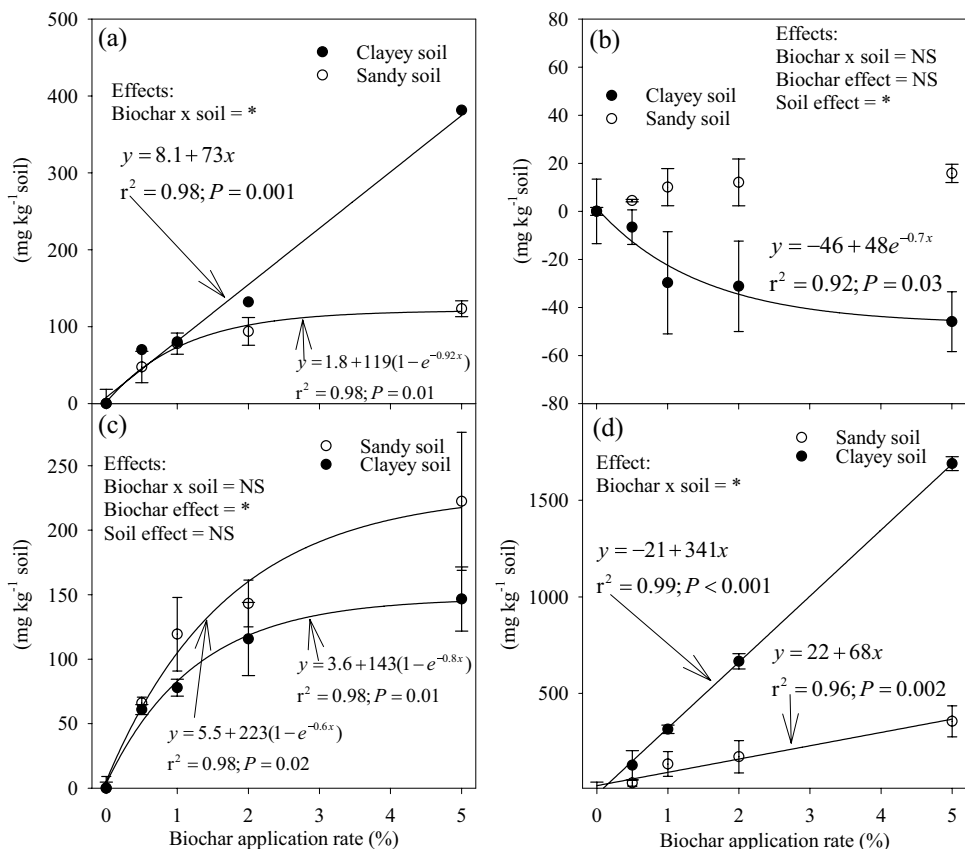 (a)
Clayey soil
Sandy soil
Effects:
Biochar x soil = *
y = 8.1 + 73x
r² = 0.98; P = 0.001
y = 1.8 + 119(1 − e^{−0.92x})
r² = 0.98; P = 0.01
500
400
300
200
100
0
(mg kg⁻¹ soil)
(b)
Effects:
Biochar x soil = NS
Biochar effect = NS
Soil effect = *
Clayey soil
Sandy soil
y = −46 + 48e^{−0.7x}
r² = 0.92; P = 0.03
80
60
40
20
0
-20
-40
-60
-80
(mg kg⁻¹ soil)
(c)
Sandy soil
Clayey soil
Effects:
Biochar x soil = NS
Biochar effect = *
Soil effect = NS
y = 3.6 + 143(1 − e^{−0.8x})
r² = 0.98; P = 0.01
y = 5.5 + 223(1 − e^{−0.6x})
r² = 0.98; P = 0.02
250
200
150
100
50
0
(mg kg⁻¹ soil)
0 1 2 3 4 5
Biochar application rate (%)
(d)
Sandy soil
Clayey soil
Effect:
Biochar x soil = *
y = −21 + 341x
r² = 0.99; P < 0.001
y = 22 + 68x
r² = 0.96; P = 0.002
1500
1000
500
(mg kg⁻¹ soil)
0 1 2 3 4 5
Biochar application rate (%)